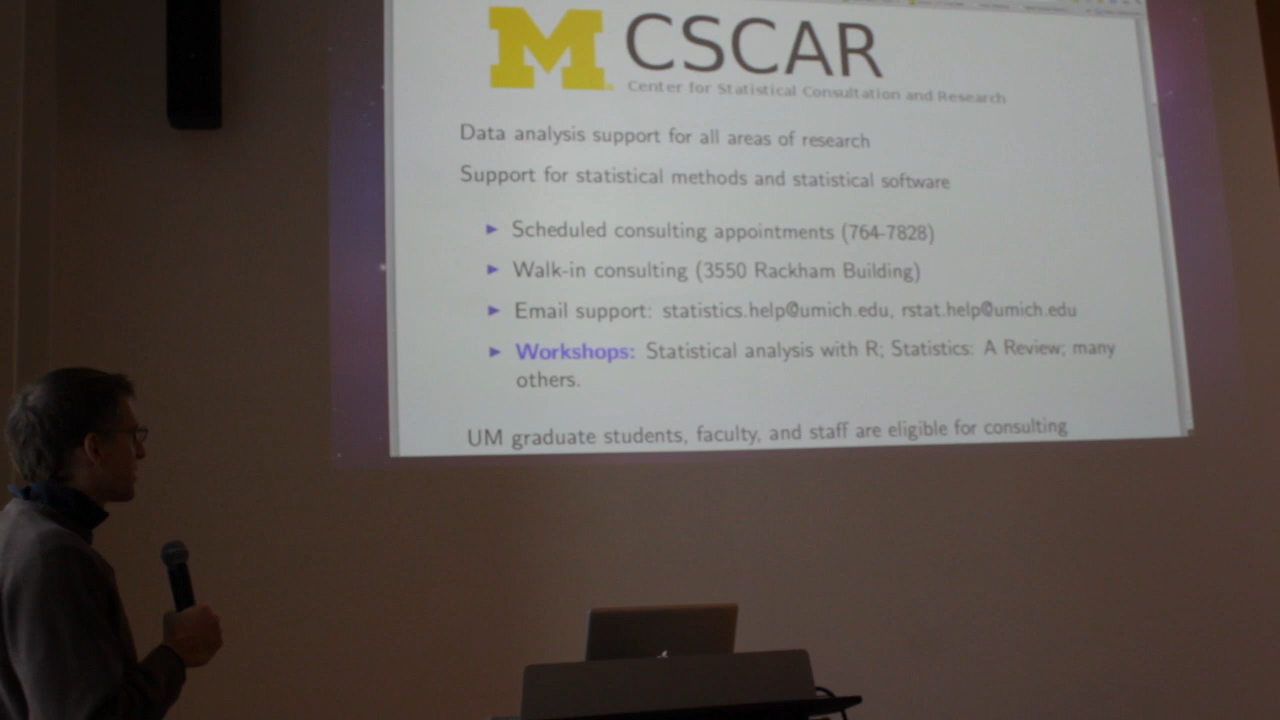 M CSCAR
Center for Statistical Consultation and Research
Data analysis support for all areas of research
Support for statistical methods and statistical software
► Scheduled consulting appointments (764-7828)
► Walk-in consulting (3550 Rackham Building)
► Email support: statistics.help@umich.edu, rstat.help@umich.edu
► Workshops: Statistical analysis with R; Statistics: A Review; many
others.
UM graduate students, faculty, and staff are eligible for consulting